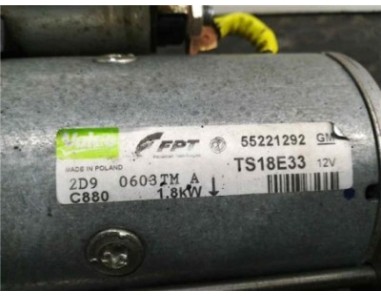 Valeo FPT 55221292 GM
MADE IN POLAND TS18E33 12V
2D9 0603TM A
C880 1.8kW